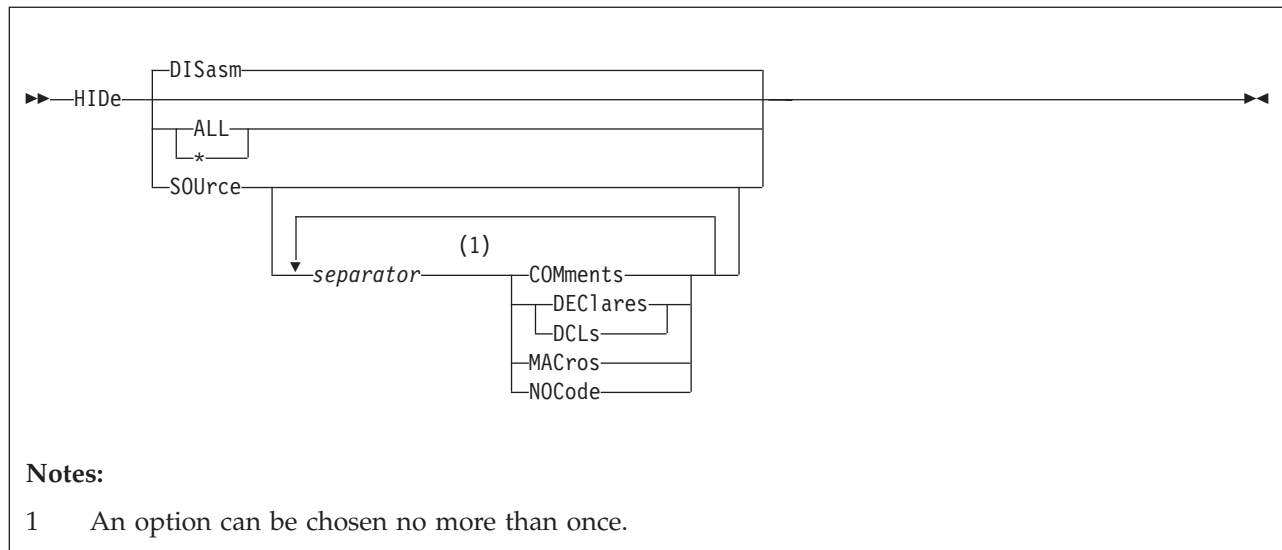 DISasm
HIDe
ALL
*
SOUrce
(1)
separator
COMments
DEClares
DCLs
MACros
NOCode
Notes:
1 An option can be chosen no more than once.